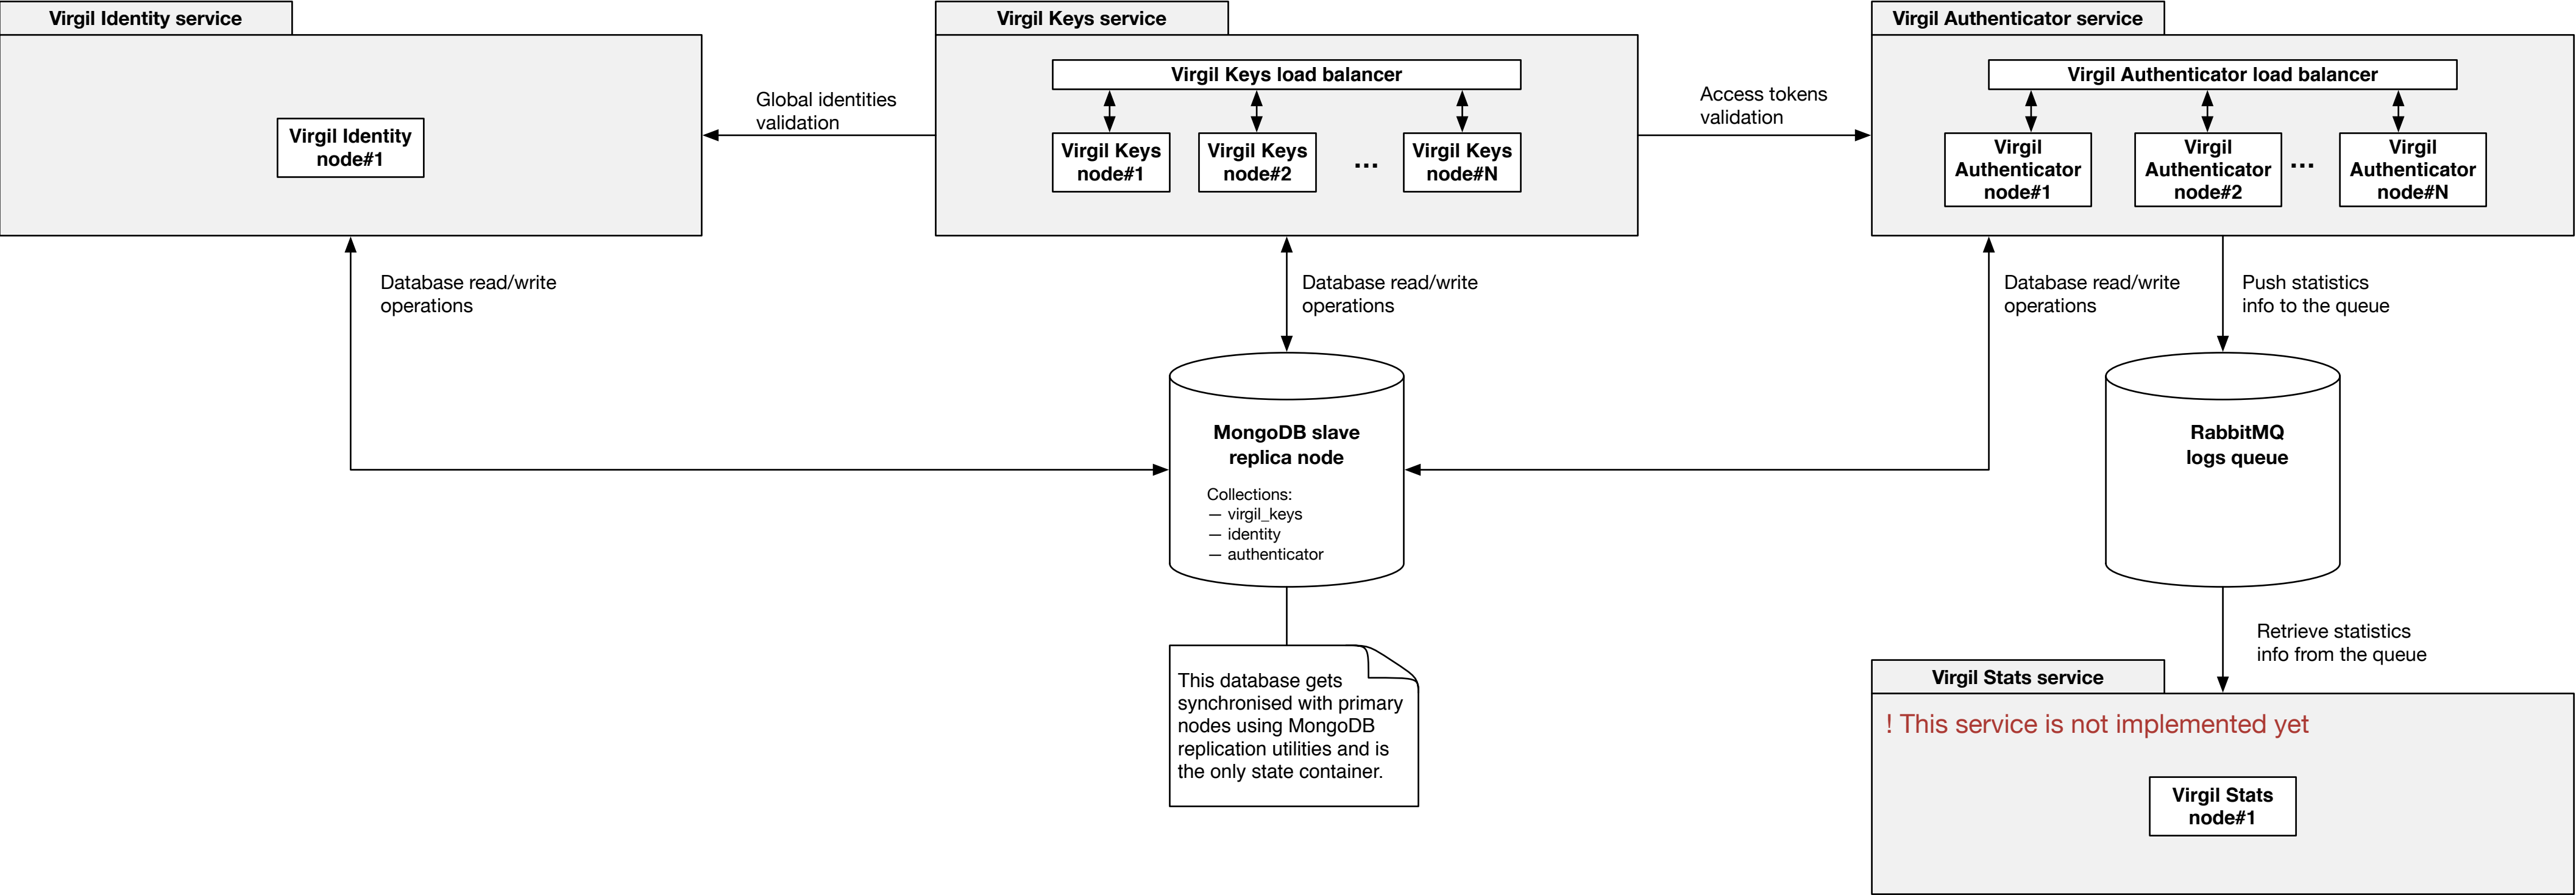 Virgil Identity service
Virgil Identity
node#1
Global identities
validation
Virgil Keys service
Virgil Keys load balancer
Virgil Keys
node#1
Virgil Keys
node#2
...
Virgil Keys
node#N
Access tokens
validation
Virgil Authenticator service
Virgil Authenticator load balancer
Virgil
Authenticator
node#1
Virgil
Authenticator
node#2
...
Virgil
Authenticator
node#N
Database read/write
operations
Database read/write
operations
Database read/write
operations
Push statistics
info to the queue
MongoDB slave
replica node
Collections:
— virgil_keys
— identity
— authenticator
RabbitMQ
logs queue
This database gets
synchronised with primary
nodes using MongoDB
replication utilities and is
the only state container.
Retrieve statistics
info from the queue
Virgil Stats service
! This service is not implemented yet
Virgil Stats
node#1